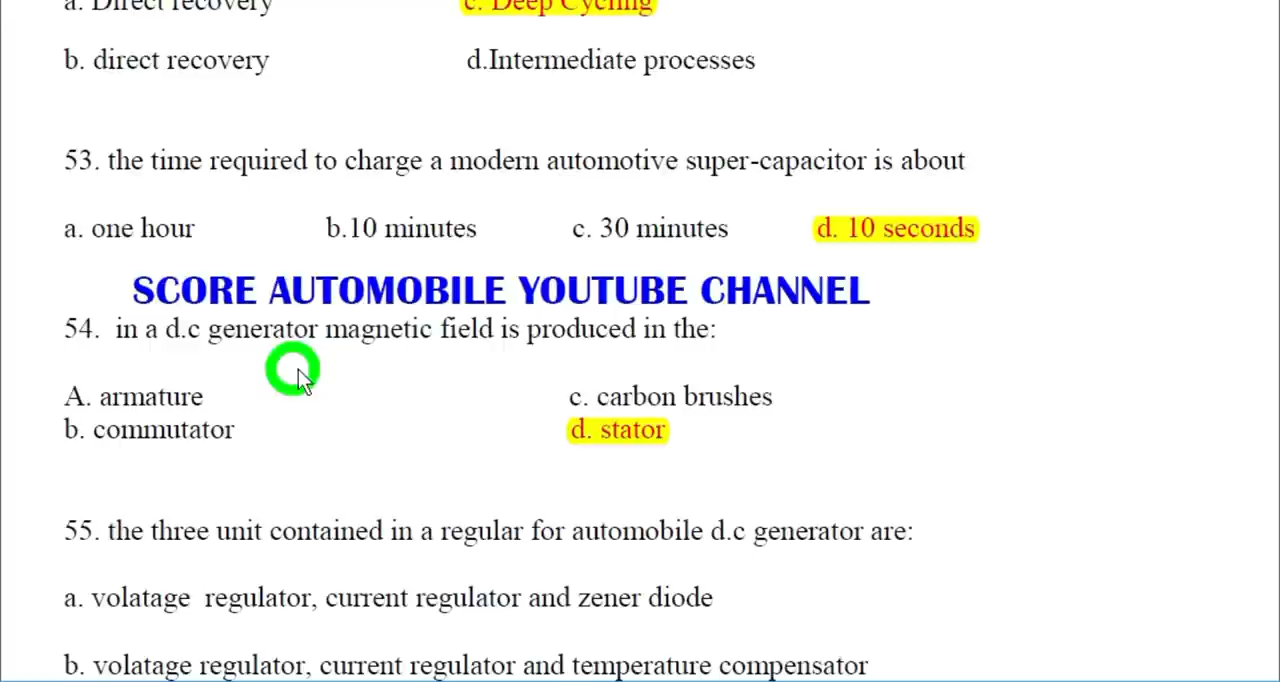 a. Direct recovery c. Deep Cycling
b. direct recovery d.Intermediate processes
53. the time required to charge a modern automotive super-capacitor is about
a. one hour b.10 minutes c. 30 minutes d. 10 seconds
SCORE AUTOMOBILE YOUTUBE CHANNEL
54. in a d.c generator magnetic field is produced in the:
A. armature c. carbon brushes
b. commutator d. stator
55. the three unit contained in a regular for automobile d.c generator are:
a. volatage regulator, current regulator and zener diode
b. volatage regulator, current regulator and temperature compensator